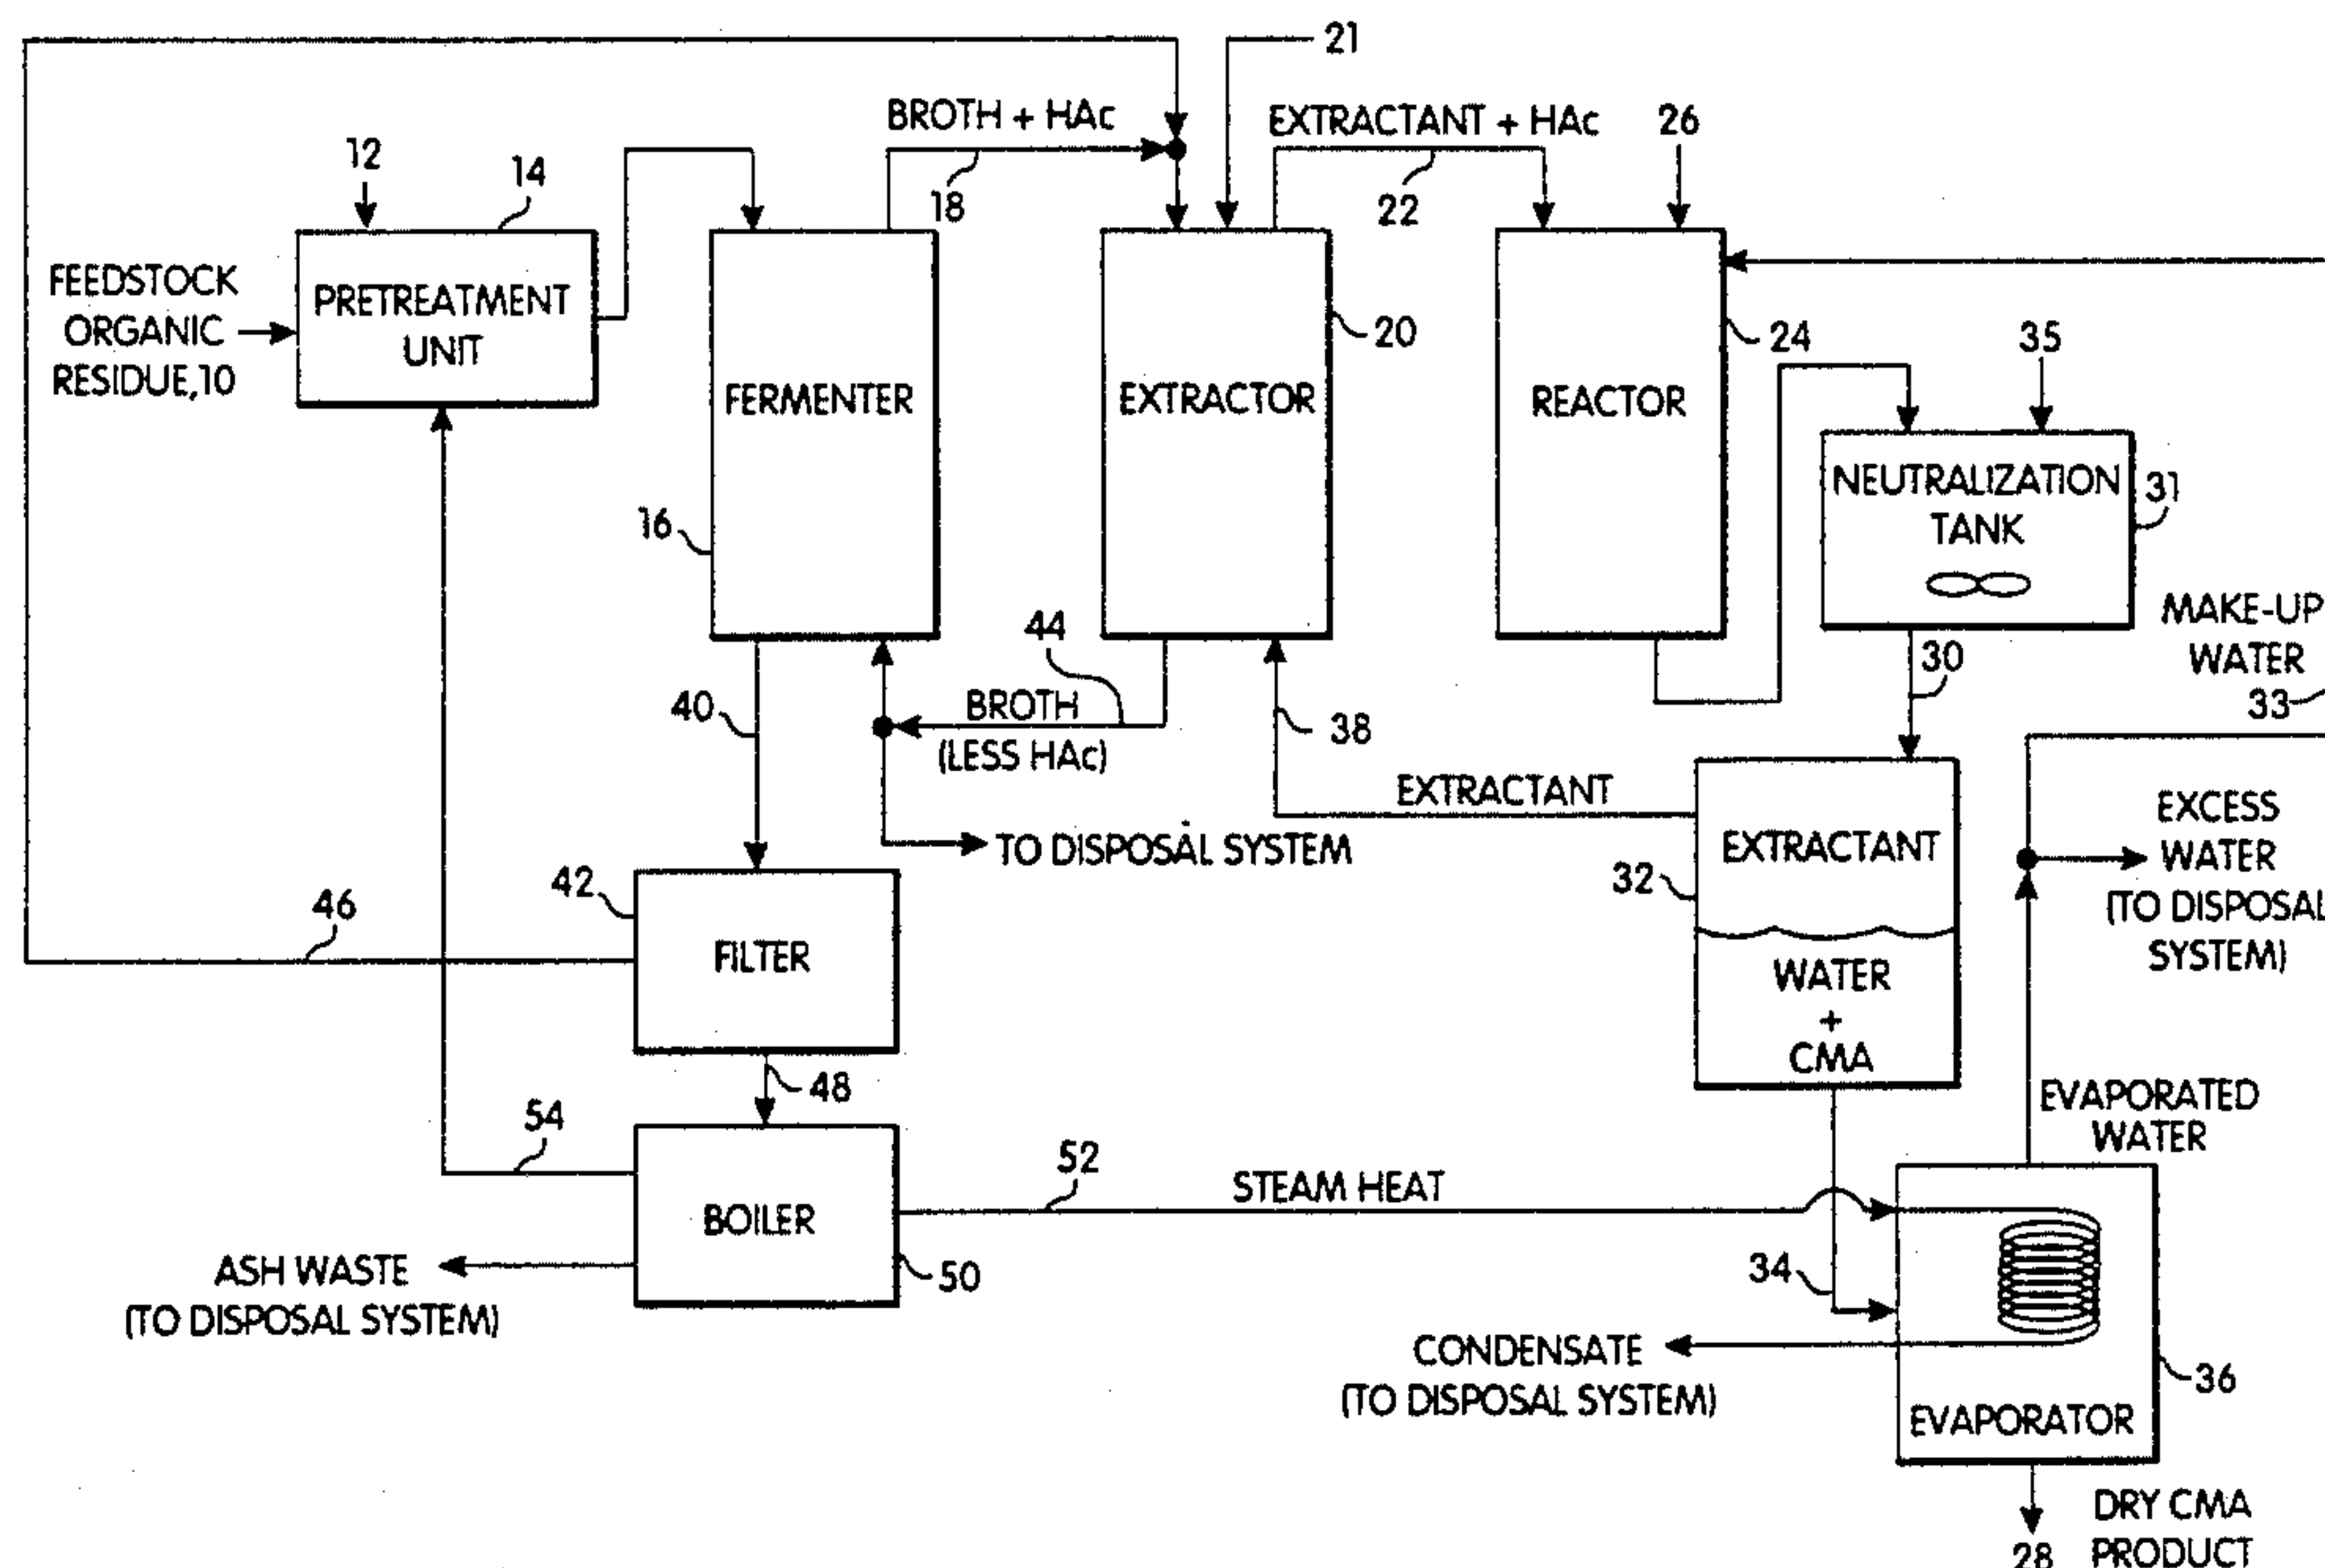 21
BROTH + HAc
EXTRACTANT + HAc
26
12
14
18
22
FEEDSTOCK
ORGANIC
RESIDUE,10
PRETREATMENT
UNIT
20
24
35
FERMENTER
EXTRACTOR
REACTOR
NEUTRALIZATION
TANK
31
16
MAKE-UP
WATER
33
44
30
40
BROTH
(LESS HAc)
38
EXTRACTANT
TO DISPOSAL SYSTEM
EXTRACTANT
EXCESS
WATER
(TO DISPOSAL
SYSTEM)
42
32
46
FILTER
WATER
+
CMA
48
EVAPORATED
WATER
54
52
STEAM HEAT
BOILER
50
34
ASH WASTE
(TO DISPOSAL SYSTEM)
CONDENSATE
(TO DISPOSAL SYSTEM)
36
EVAPORATOR
DRY CMA
PRODUCT
28